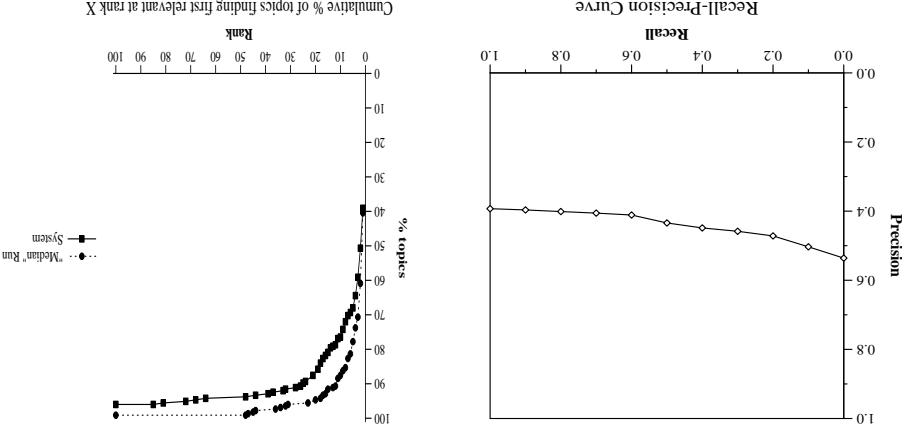 1.0
0.8
0.6
0.4
0.2
0.0
Precision
0.0 0.2 0.4 0.6 0.8 1.0
Recall
Recall-Precision Curve
100
90
80
70
60
50
40
30
20
10
0
% topics
"Median" Run
System
0 10 20 30 40 50 60 70 80 90 100
Rank
Cumulative % of topics finding first relevant at rank X